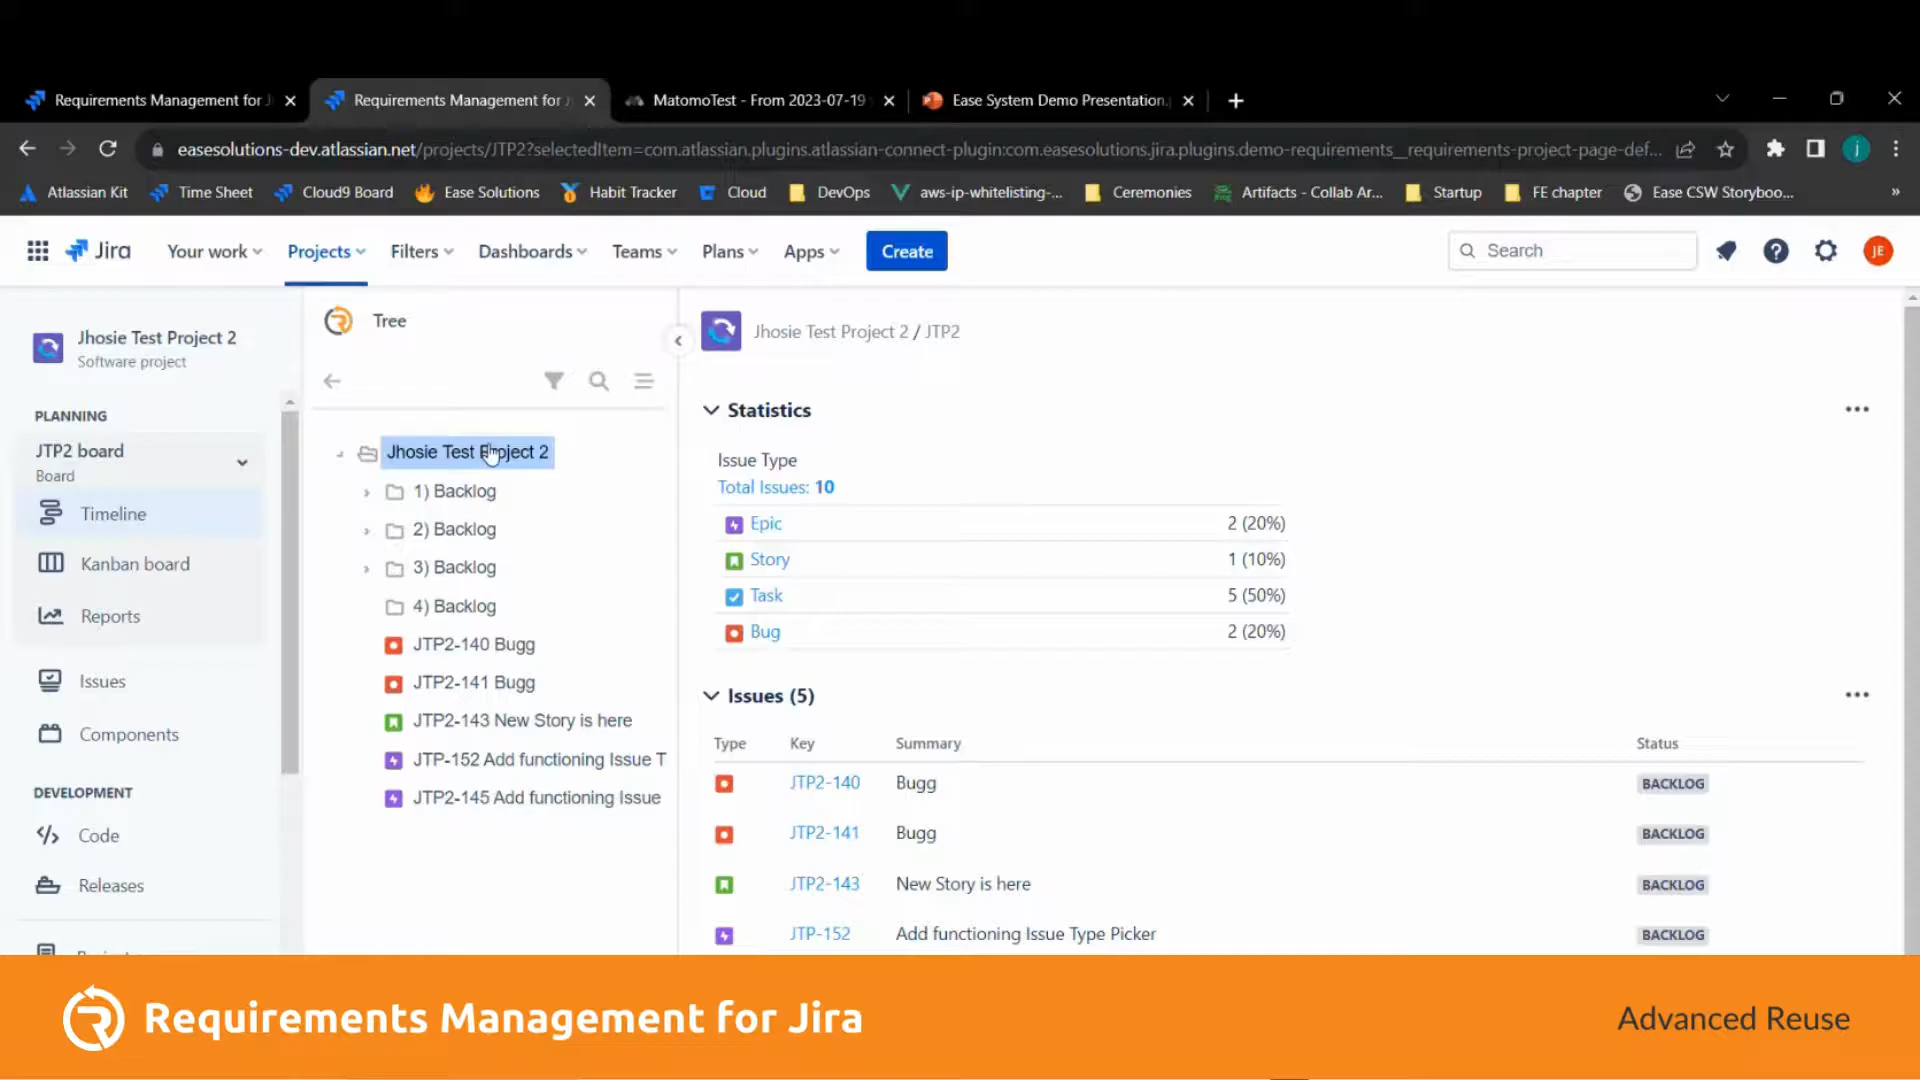 Requirements Management for J
Requirements Management for J
MatomoTest - From 2023-07-19
Ease System Demo Presentation.
easesolutions-dev.atlassian.net/projects/JTP2?selectedItem=com.atlassian.plugins.atlassian-connect-plugin:com.easesolutions.jira.plugins.demo-requirements__requirements-project-page-def...
j
Atlassian Kit
Time Sheet
Cloud9 Board
Ease Solutions
Habit Tracker
Cloud
DevOps
aws-ip-whitelisting-...
Ceremonies
Artifacts - Collab Ar...
Startup
FE chapter
Ease CSW Storyboo...
»
Jira
Your work
Projects
Filters
Dashboards
Teams
Plans
Apps
Create
Search
JE
Jhosie Test Project 2
Software project
PLANNING
JTP2 board
Board
Timeline
Kanban board
Reports
Issues
Components
DEVELOPMENT
Code
Releases
Tree
Jhosie Test Project 2
1) Backlog
2) Backlog
3) Backlog
4) Backlog
JTP2-140 Bugg
JTP2-141 Bugg
JTP2-143 New Story is here
JTP-152 Add functioning Issue T
JTP2-145 Add functioning Issue
Jhosie Test Project 2 / JTP2
Statistics
Issue Type
Total Issues: 10
Epic 2 (20%)
Story 1 (10%)
Task 5 (50%)
Bug 2 (20%)
Issues (5)
Type Key Summary Status
JTP2-140 Bugg BACKLOG
JTP2-141 Bugg BACKLOG
JTP2-143 New Story is here BACKLOG
JTP-152 Add functioning Issue Type Picker BACKLOG
Requirements Management for Jira
Advanced Reuse